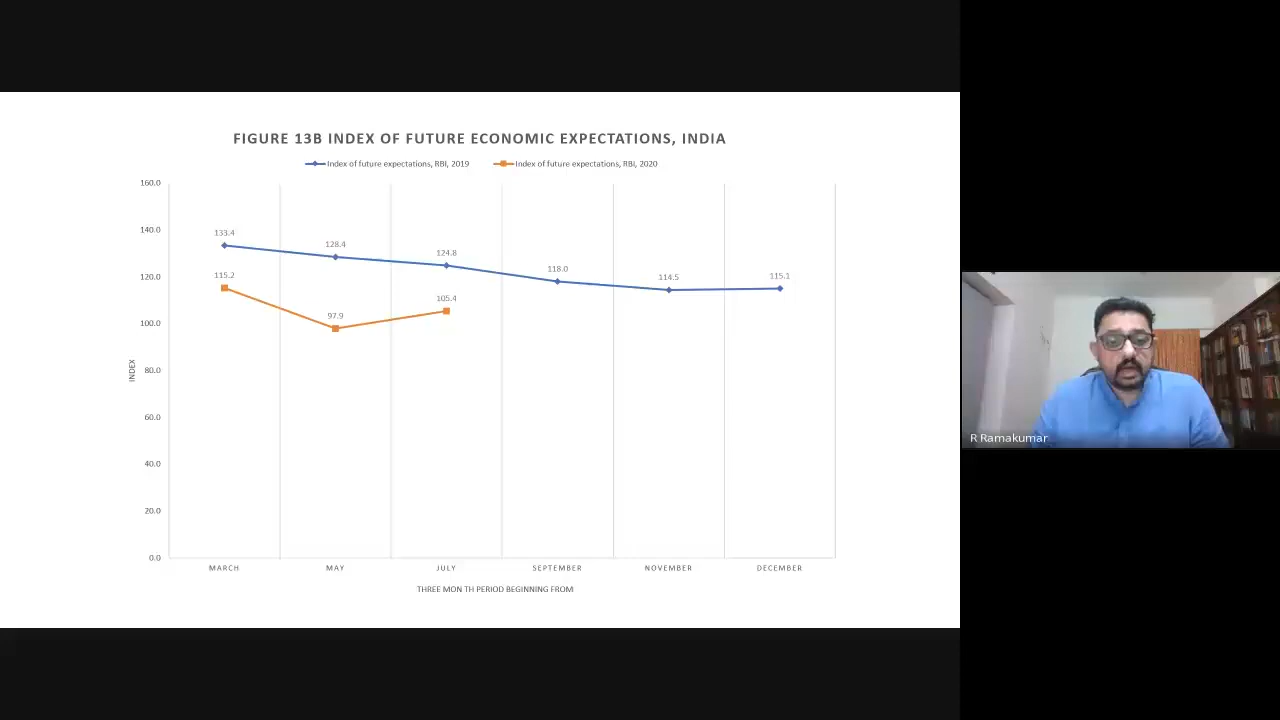 FIGURE 13B INDEX OF FUTURE ECONOMIC EXPECTATIONS, INDIA
Index of future expectations, RBI, 2019 Index of future expectations, RBI, 2020
160.0
140.0
120.0
100.0
80.0
60.0
40.0
20.0
0.0
INDEX
133.4 128.4 124.8 118.0 114.5 115.1
115.2 97.9 105.4
MARCH MAY JULY SEPTEMBER NOVEMBER DECEMBER
THREE MON TH PERIOD BEGINNING FROM
R Ramakumar